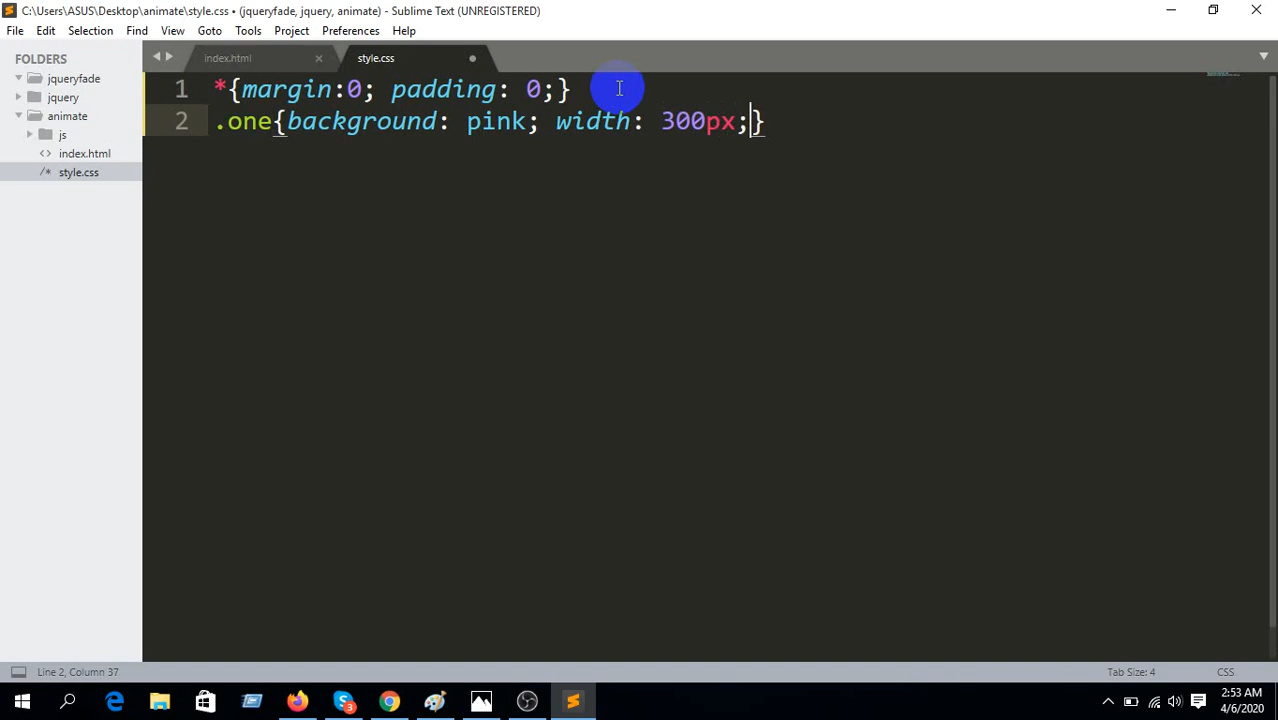 C:\Users\ASUS\Desktop\animate\style.css • (jqueryfade, jquery, animate) - Sublime Text (UNREGISTERED)
File Edit Selection Find View Goto Tools Project Preferences Help
FOLDERS
jqueryfade
jquery
animate
js
index.html
/* style.css
index.html
style.css
1 *{margin:0; padding: 0;}
2 .one{background: pink; width: 300px;}
Line 2, Column 37
Tab Size: 4
CSS
3
2:53 AM
4/6/2020